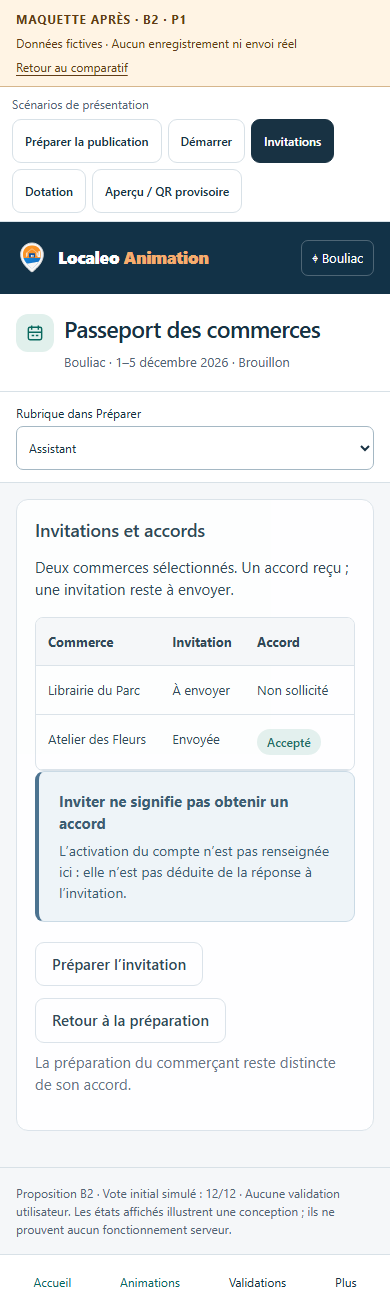 MAQUETTE APRÈS · B2 · P1
Données fictives · Aucun enregistrement ni envoi réel
Retour au comparatif
Scénarios de présentation
Préparer la publication
Démarrer
Invitations
Dotation
Aperçu / QR provisoire
Localeo Animation
Bouliac
Passeport des commerces
Bouliac · 1–5 décembre 2026 · Brouillon
Rubrique dans Préparer
Assistant
Invitations et accords
Deux commerces sélectionnés. Un accord reçu ;
une invitation reste à envoyer.
Commerce Invitation Accord
Librairie du Parc À envoyer Non sollicité
Atelier des Fleurs Envoyée Accepté
Inviter ne signifie pas obtenir un
accord
L’activation du compte n’est pas renseignée
ici : elle n’est pas déduite de la réponse à
l’invitation.
Préparer l’invitation
Retour à la préparation
La préparation du commerçant reste distincte
de son accord.
Proposition B2 · Vote initial simulé : 12/12 · Aucune validation
utilisateur. Les états affichés illustrent une conception ; ils ne
prouvent aucun fonctionnement serveur.
Accueil Animations Validations Plus